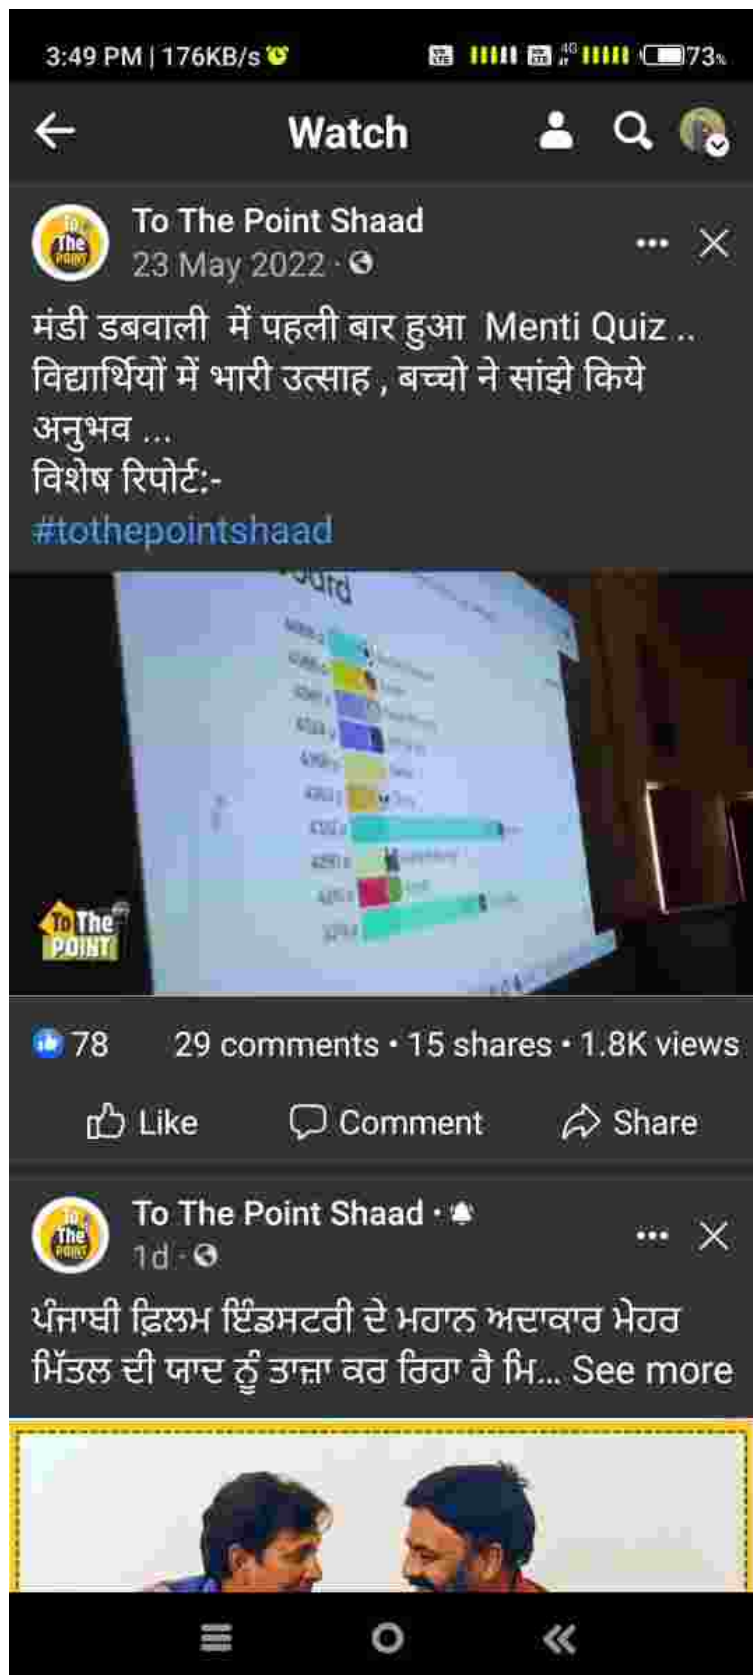 3:49 PM | 176KB/s
4G
73%
Watch
To The Point Shaad
23 May 2022 ·
मंडी डबवाली में पहली बार हुआ Menti Quiz ..
विद्यार्थियों में भारी उत्साह , बच्चो ने सांझे किये
अनुभव ...
विशेष रिपोर्ट:-
#tothepointshaad
To The
POINT
78 29 comments • 15 shares • 1.8K views
Like Comment Share
To The Point Shaad ·
1d ·
ਪੰਜਾਬੀ ਫ਼ਿਲਮ ਇੰਡਸਟਰੀ ਦੇ ਮਹਾਨ ਅਦਾਕਾਰ ਮੇਹਰ
ਮਿੱਤਲ ਦੀ ਯਾਦ ਨੂੰ ਤਾਜ਼ਾ ਕਰ ਰਿਹਾ ਹੈ ਮਿ... See more